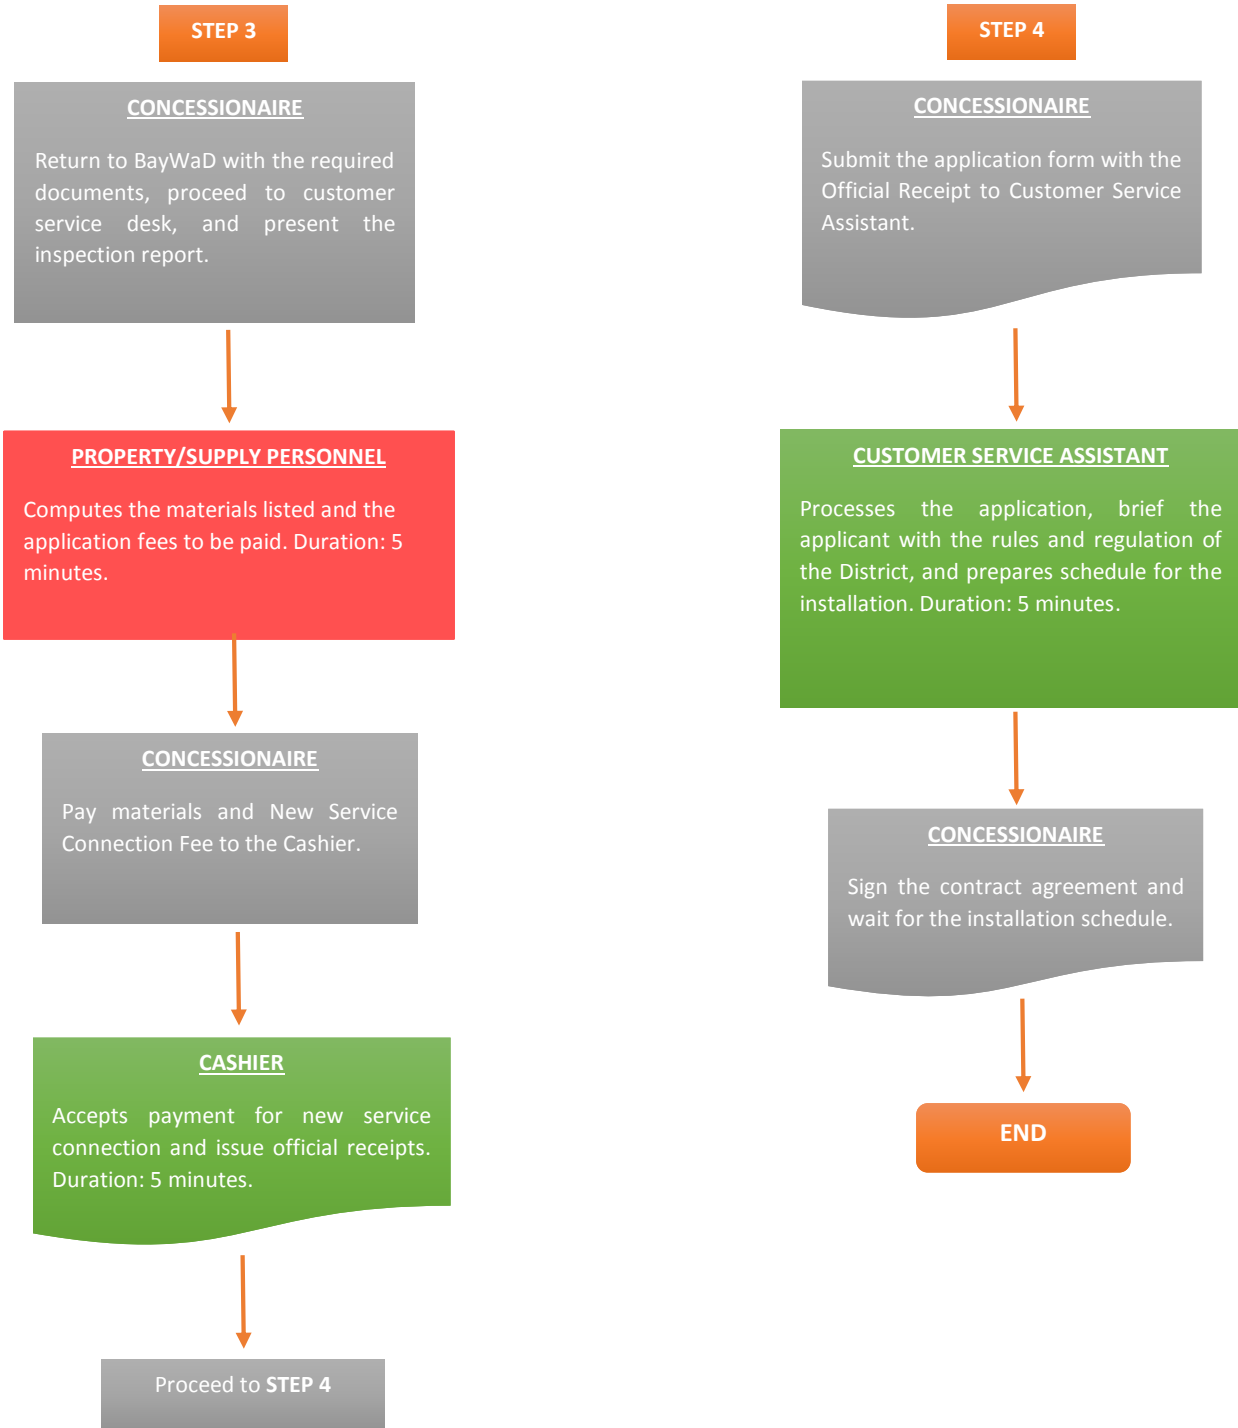 STEP 3
CONCESSIONAIRE
Return to BayWaD with the required
documents, proceed to customer
service desk, and present the
inspection report.
PROPERTY/SUPPLY PERSONNEL
Computes the materials listed and the
application fees to be paid. Duration: 5
minutes.
CONCESSIONAIRE
Pay materials and New Service
Connection Fee to the Cashier.
CASHIER
Accepts payment for new service
connection and issue official receipts.
Duration: 5 minutes.
Proceed to STEP 4
STEP 4
CONCESSIONAIRE
Submit the application form with the
Official Receipt to Customer Service
Assistant.
CUSTOMER SERVICE ASSISTANT
Processes the application, brief the
applicant with the rules and regulation of
the District, and prepares schedule for the
installation. Duration: 5 minutes.
CONCESSIONAIRE
Sign the contract agreement and
wait for the installation schedule.
END